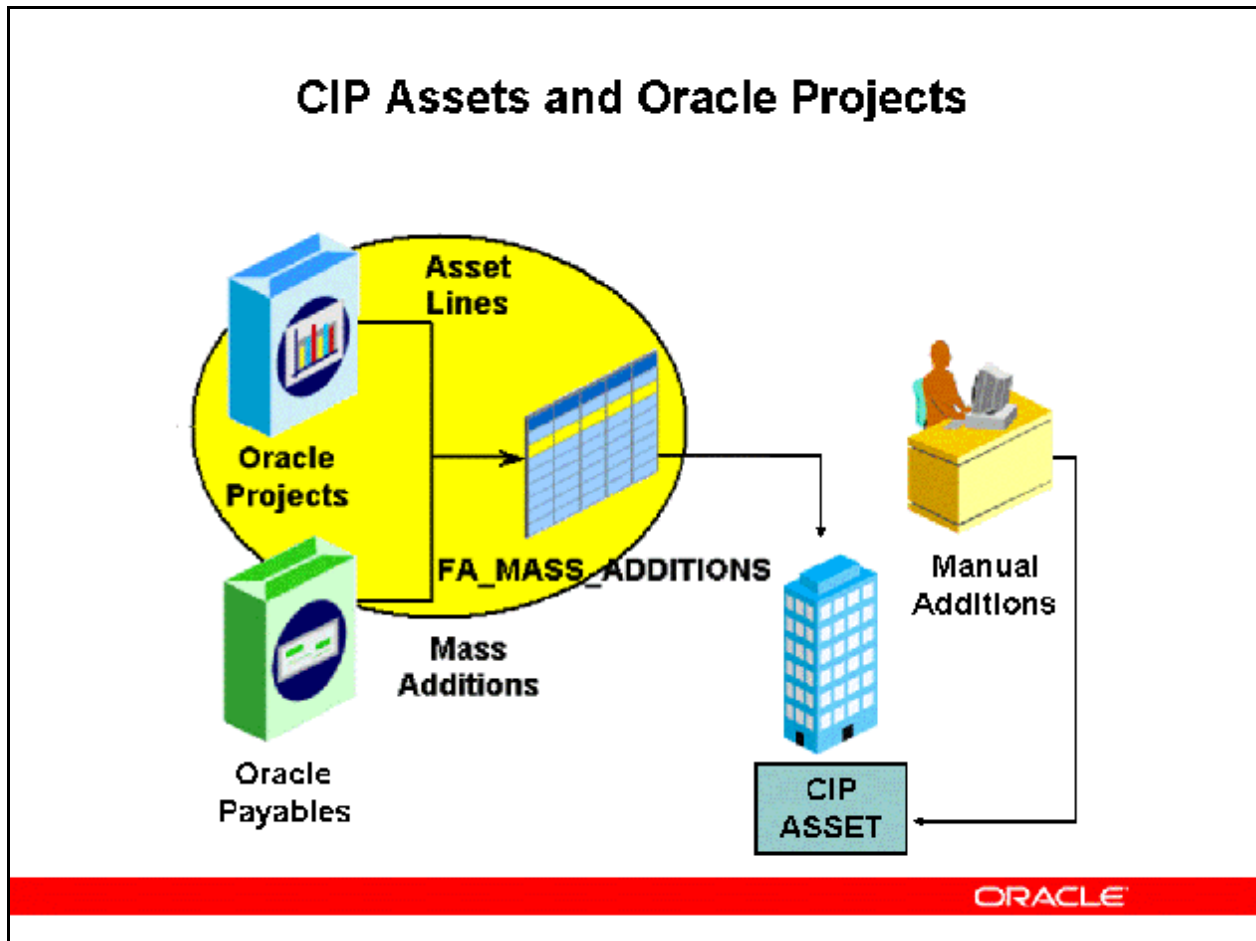 CIP Assets and Oracle Projects
Asset
Lines
Oracle
Projects
FA_MASS_ADDITIONS
Mass
Additions
Oracle
Payables
Manual
Additions
CIP
ASSET
ORACLE